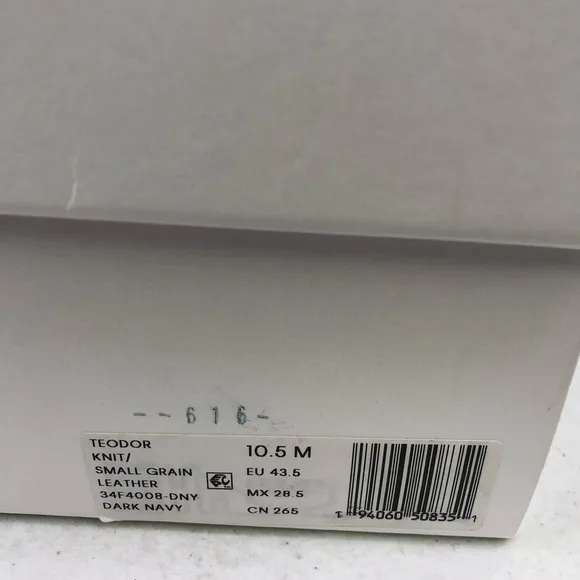 --616-
TEODOR
KNIT/
SMALL GRAIN
LEATHER
34F4008-DNY
DARK NAVY
10.5 M
EU 43.5
MX 28.5
CN 265
1 94060 50835 1